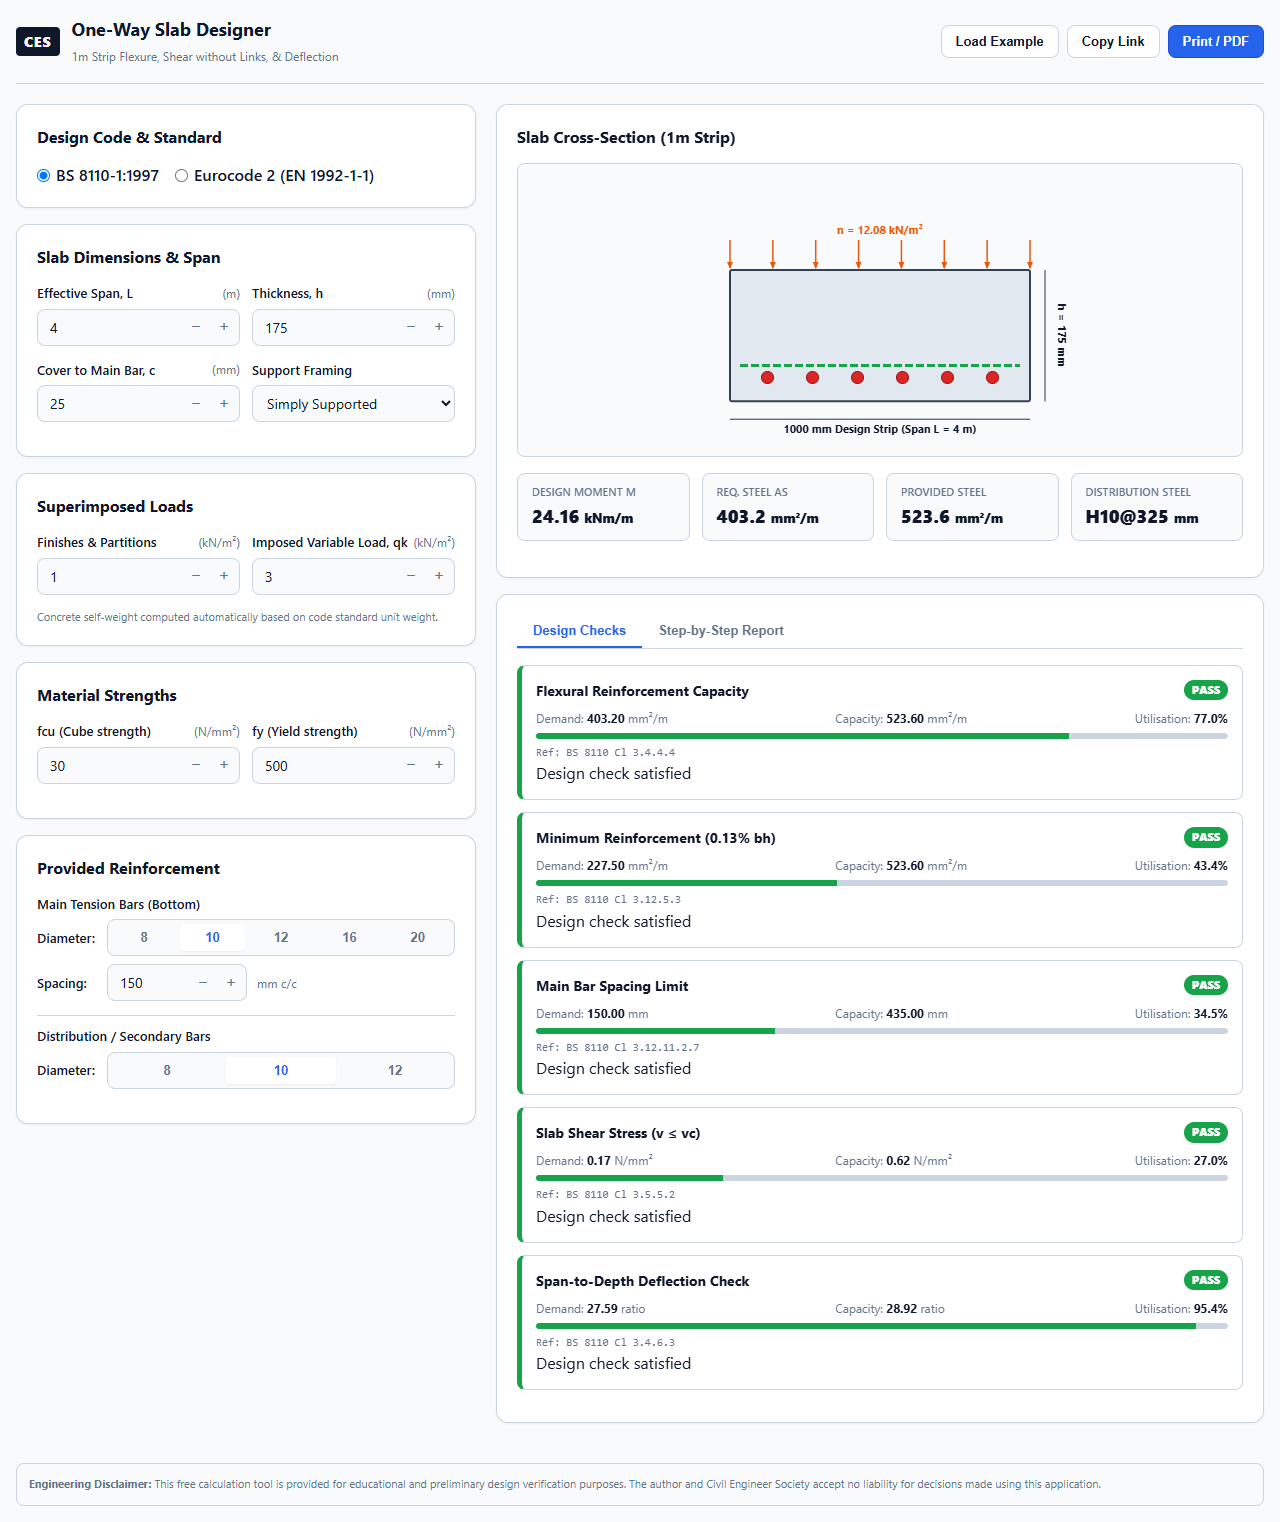 CES
One-Way Slab Designer
1m Strip Flexure, Shear without Links, & Deflection
Load Example
Copy Link
Print / PDF
Design Code & Standard
BS 8110-1:1997
Eurocode 2 (EN 1992-1-1)
Slab Dimensions & Span
Effective Span, L (m)
4 − +
Thickness, h (mm)
175 − +
Cover to Main Bar, c (mm)
25 − +
Support Framing
Simply Supported
Superimposed Loads
Finishes & Partitions (kN/m²)
1 − +
Imposed Variable Load, qk (kN/m²)
3 − +
Concrete self-weight computed automatically based on code standard unit weight.
Material Strengths
fcu (Cube strength) (N/mm²)
30 − +
fy (Yield strength) (N/mm²)
500 − +
Provided Reinforcement
Main Tension Bars (Bottom)
Diameter: 8 10 12 16 20
Spacing: 150 − + mm c/c
Distribution / Secondary Bars
Diameter: 8 10 12
Slab Cross-Section (1m Strip)
n = 12.08 kN/m²
h = 175 mm
1000 mm Design Strip (Span L = 4 m)
DESIGN MOMENT M
24.16 kNm/m
REQ. STEEL AS
403.2 mm²/m
PROVIDED STEEL
523.6 mm²/m
DISTRIBUTION STEEL
H10@325 mm
Design Checks
Step-by-Step Report
Flexural Reinforcement Capacity PASS
Demand: 403.20 mm²/m Capacity: 523.60 mm²/m Utilisation: 77.0%
Ref: BS 8110 Cl 3.4.4.4
Design check satisfied
Minimum Reinforcement (0.13% bh) PASS
Demand: 227.50 mm²/m Capacity: 523.60 mm²/m Utilisation: 43.4%
Ref: BS 8110 Cl 3.12.5.3
Design check satisfied
Main Bar Spacing Limit PASS
Demand: 150.00 mm Capacity: 435.00 mm Utilisation: 34.5%
Ref: BS 8110 Cl 3.12.11.2.7
Design check satisfied
Slab Shear Stress (v ≤ vc) PASS
Demand: 0.17 N/mm² Capacity: 0.62 N/mm² Utilisation: 27.0%
Ref: BS 8110 Cl 3.5.5.2
Design check satisfied
Span-to-Depth Deflection Check PASS
Demand: 27.59 ratio Capacity: 28.92 ratio Utilisation: 95.4%
Ref: BS 8110 Cl 3.4.6.3
Design check satisfied
Engineering Disclaimer: This free calculation tool is provided for educational and preliminary design verification purposes. The author and Civil Engineer Society accept no liability for decisions made using this application.